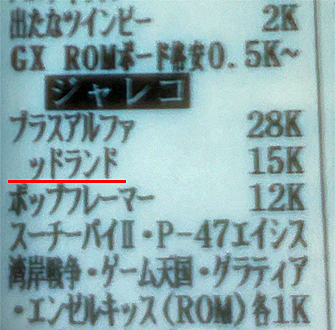 出たなツインビー 2K
GX ROMボード格安0.5K~
ジャレコ
プラスアルファ 28K
ッドランド 15K
ポップフレーマー 12K
スーチーパイⅡ・P-47エイシス
湾岸戦争・ゲーム天国・グラティア
・エンゼルキッス(ROM)各1K